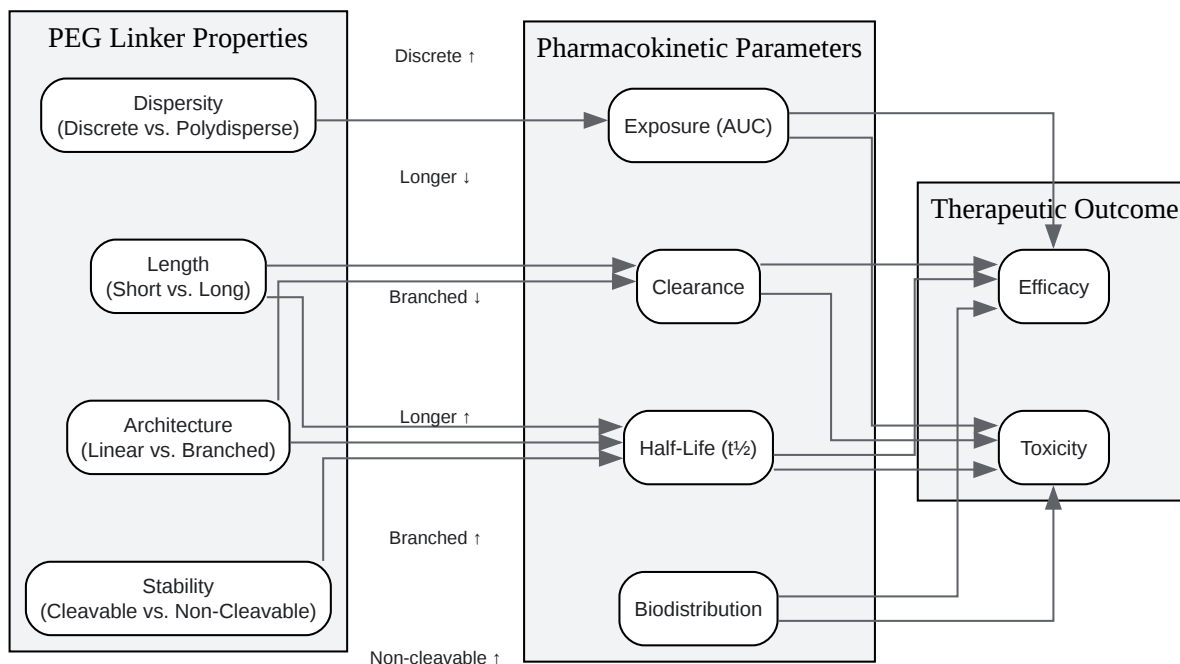 PEG Linker Properties
Dispersity
(Discrete vs. Polydisperse)
Length
(Short vs. Long)
Architecture
(Linear vs. Branched)
Stability
(Cleavable vs. Non-Cleavable)
Discrete ↑
Longer ↓
Branched ↓
Longer ↑
Branched ↑
Non-cleavable ↑
Pharmacokinetic Parameters
Exposure (AUC)
Clearance
Half-Life (t½)
Biodistribution
Therapeutic Outcome
Efficacy
Toxicity